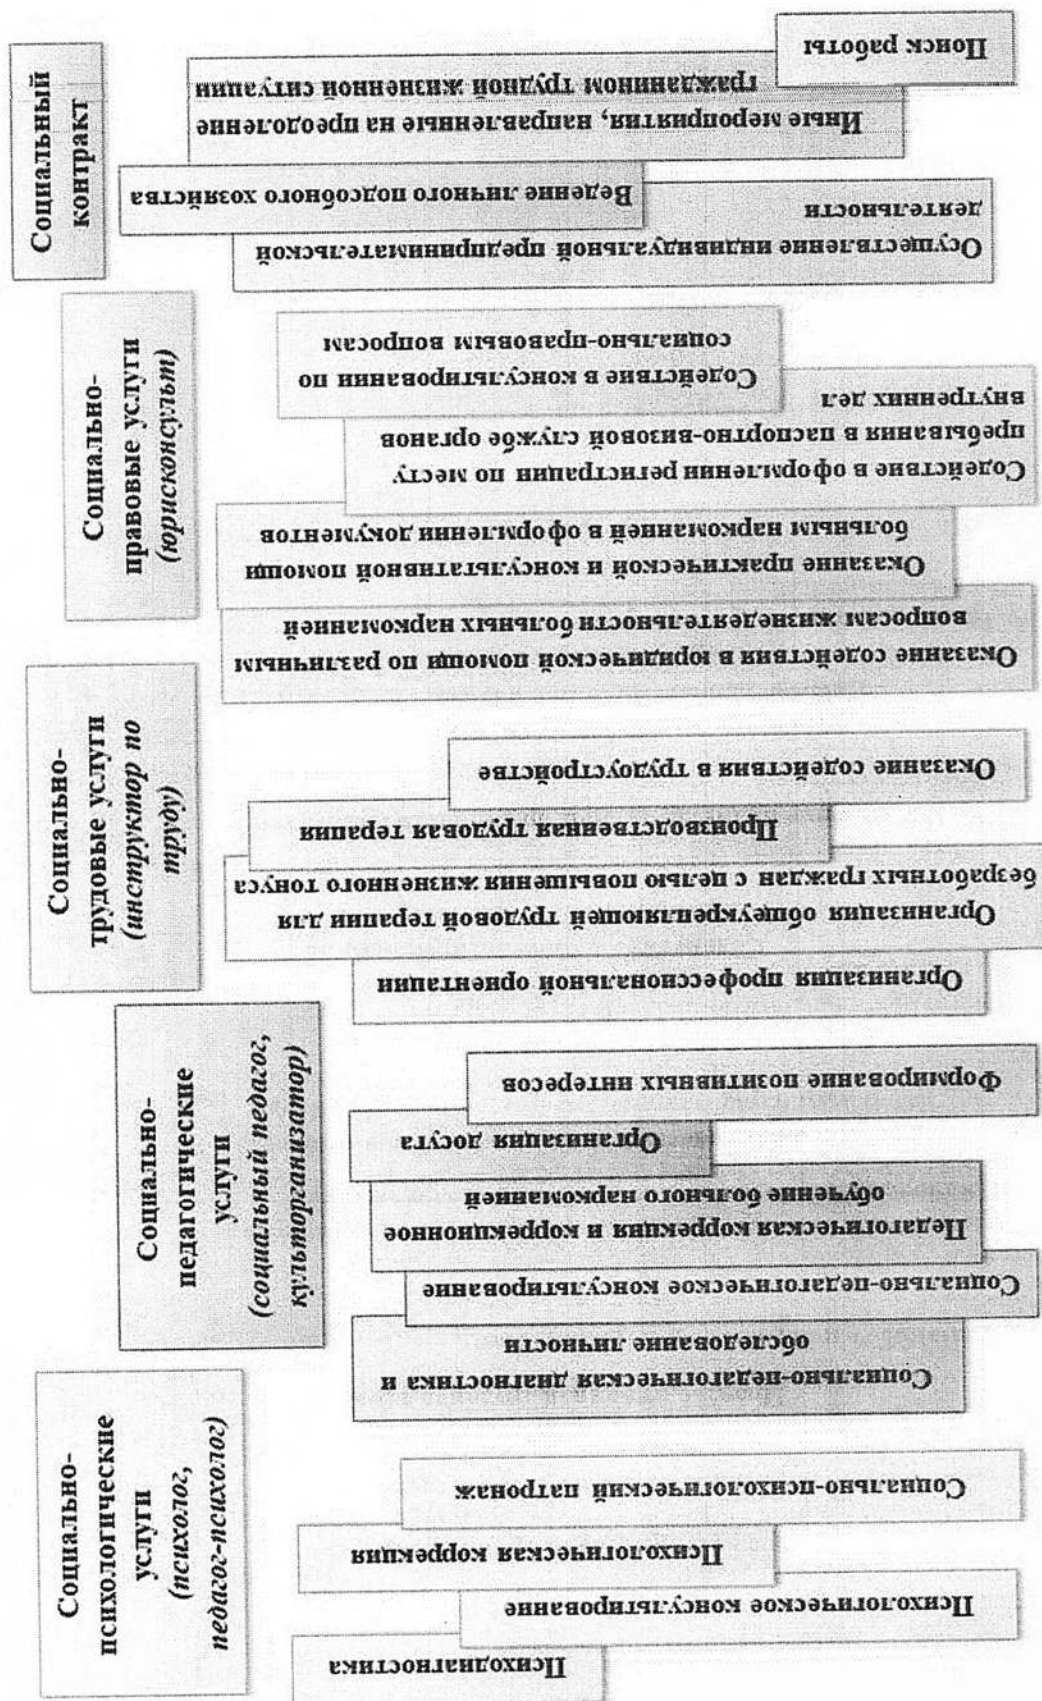 Социально-
психологические
услуги
(психолог,
педагог-психолог)
Психодиагностика
Психологическое консультирование
Психологическая коррекция
Социально-психологический патронаж
Социально-
педагогические
услуги
(социальный педагог,
культорганизатор)
Социально-педагогическая диагностика и
обследование личности
Социально-педагогическое консультирование
Педагогическая коррекция и коррекционное
обучение больного наркоманией
Организация досуга
Формирование позитивных интересов
Социально-
трудовые услуги
(инструктор по
труду)
Организация профессиональной ориентации
Организация общеукрепляющей трудовой терапии для
безработных граждан с целью повышения жизненного тонуса
Производственная трудовая терапия
Оказание содействия в трудоустройстве
Социально-
правовые услуги
(юрисконсульт)
Оказание содействия в юридической помощи по различным
вопросам жизнедеятельности больных наркоманией
Оказание практической и консультативной помощи
больным наркоманией в оформлении документов
Содействие в оформлении регистрации по месту
пребывания в паспортно-визовой службе органов
внутренних дел
Содействие в консультировании по
социально-правовым вопросам
Социальный
контракт
Осуществление индивидуальной предпринимательской
деятельности
Ведение личного подсобного хозяйства
Иные мероприятия, направленные на преодоление
гражданином трудной жизненной ситуации
Поиск работы